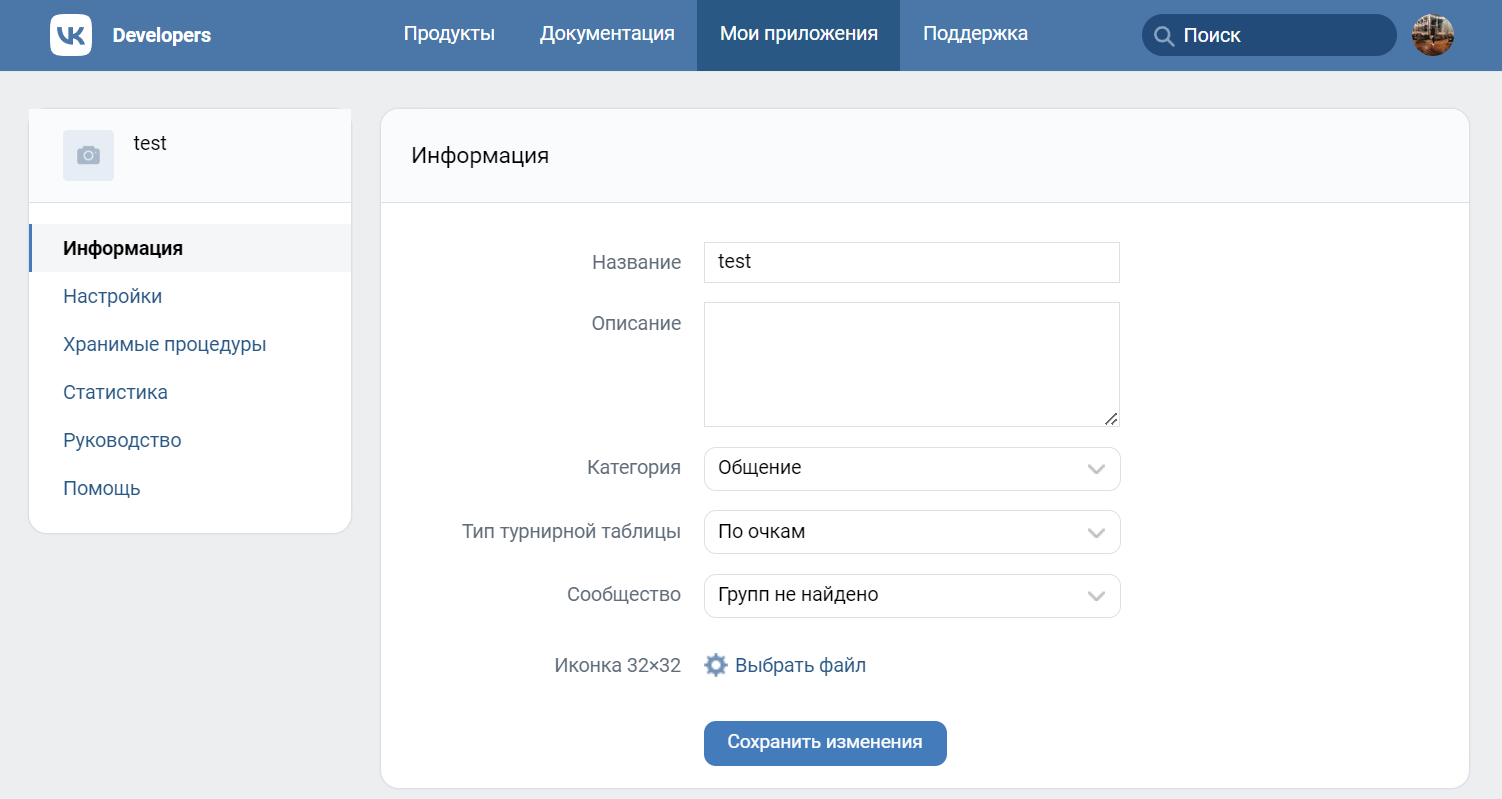 Developers
Продукты
Документация
Мои приложения
Поддержка
Поиск
test
Информация
Настройки
Хранимые процедуры
Статистика
Руководство
Помощь
Информация
Название test
Описание
Категория Общение
Тип турнирной таблицы По очкам
Сообщество Групп не найдено
Иконка 32×32 Выбрать файл
Сохранить изменения